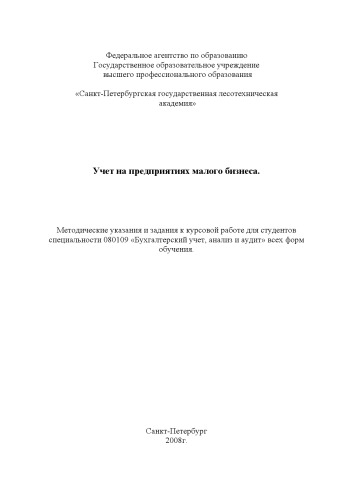 Федеральное агентство по образованию
Государственное образовательное учреждение
высшего профессионального образования
«Санкт-Петербургская государственная лесотехническая
академия»
Учет на предприятиях малого бизнеса.
Методические указания и задания к курсовой работе для студентов
специальности 080109 «Бухгалтерский учет, анализ и аудит» всех форм
обучения.
Санкт-Петербург
2008г.